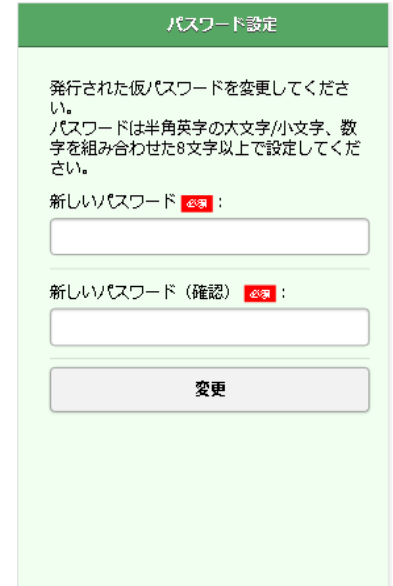 パスワード設定
発行された仮パスワードを変更してくださ
い。
パスワードは半角英字の大文字/小文字、数
字を組み合わせた8文字以上で設定してくだ
さい。
新しいパスワード 必須 :
新しいパスワード（確認） 必須 :
変更